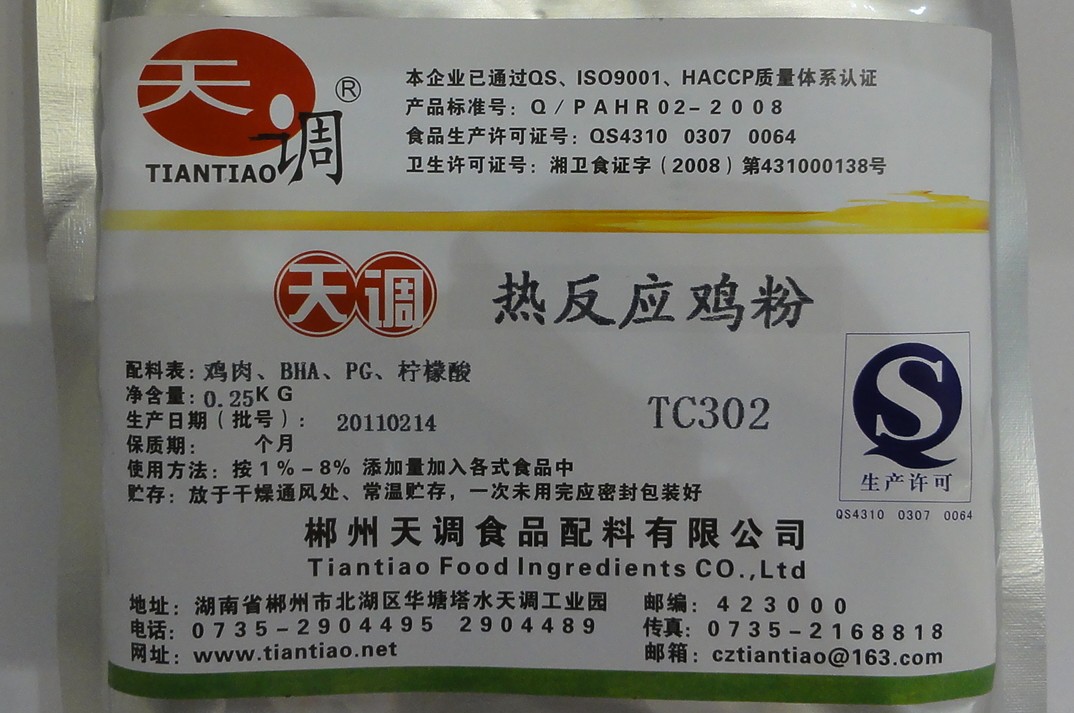 天调®
TIANTIAO
本企业已通过QS、ISO9001、HACCP质量体系认证
产品标准号：Q/PAHR02-2008
食品生产许可证号：QS4310 0307 0064
卫生许可证号：湘卫食证字（2008）第431000138号
天调 热反应鸡粉
配料表：鸡肉、BHA、PG、柠檬酸
净含量：0.25KG
生产日期（批号）：20110214
TC302
保质期： 个月
使用方法：按1%-8% 添加量加入各式食品中
贮存：放于干燥通风处、常温贮存，一次未用完应密封包装好
S
生产许可
QS4310 0307 0064
郴州天调食品配料有限公司
Tiantiao Food Ingredients CO.,Ltd
地址：湖南省郴州市北湖区华塘塔水天调工业园 邮编：423000
电话：0735-2904495 2904489 传真：0735-2168818
网址：www.tiantiao.net 邮箱：cztiantiao@163.com